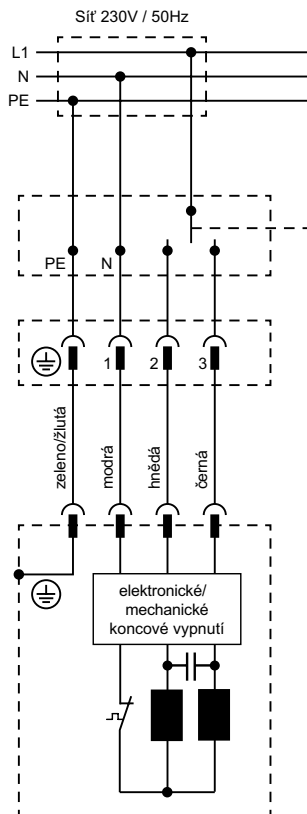 Síť 230V / 50Hz
L1
N
PE
PE
N
1
2
3
zeleno/žlutá
modrá
hnědá
černá
elektronické/
mechanické
koncové vypnutí